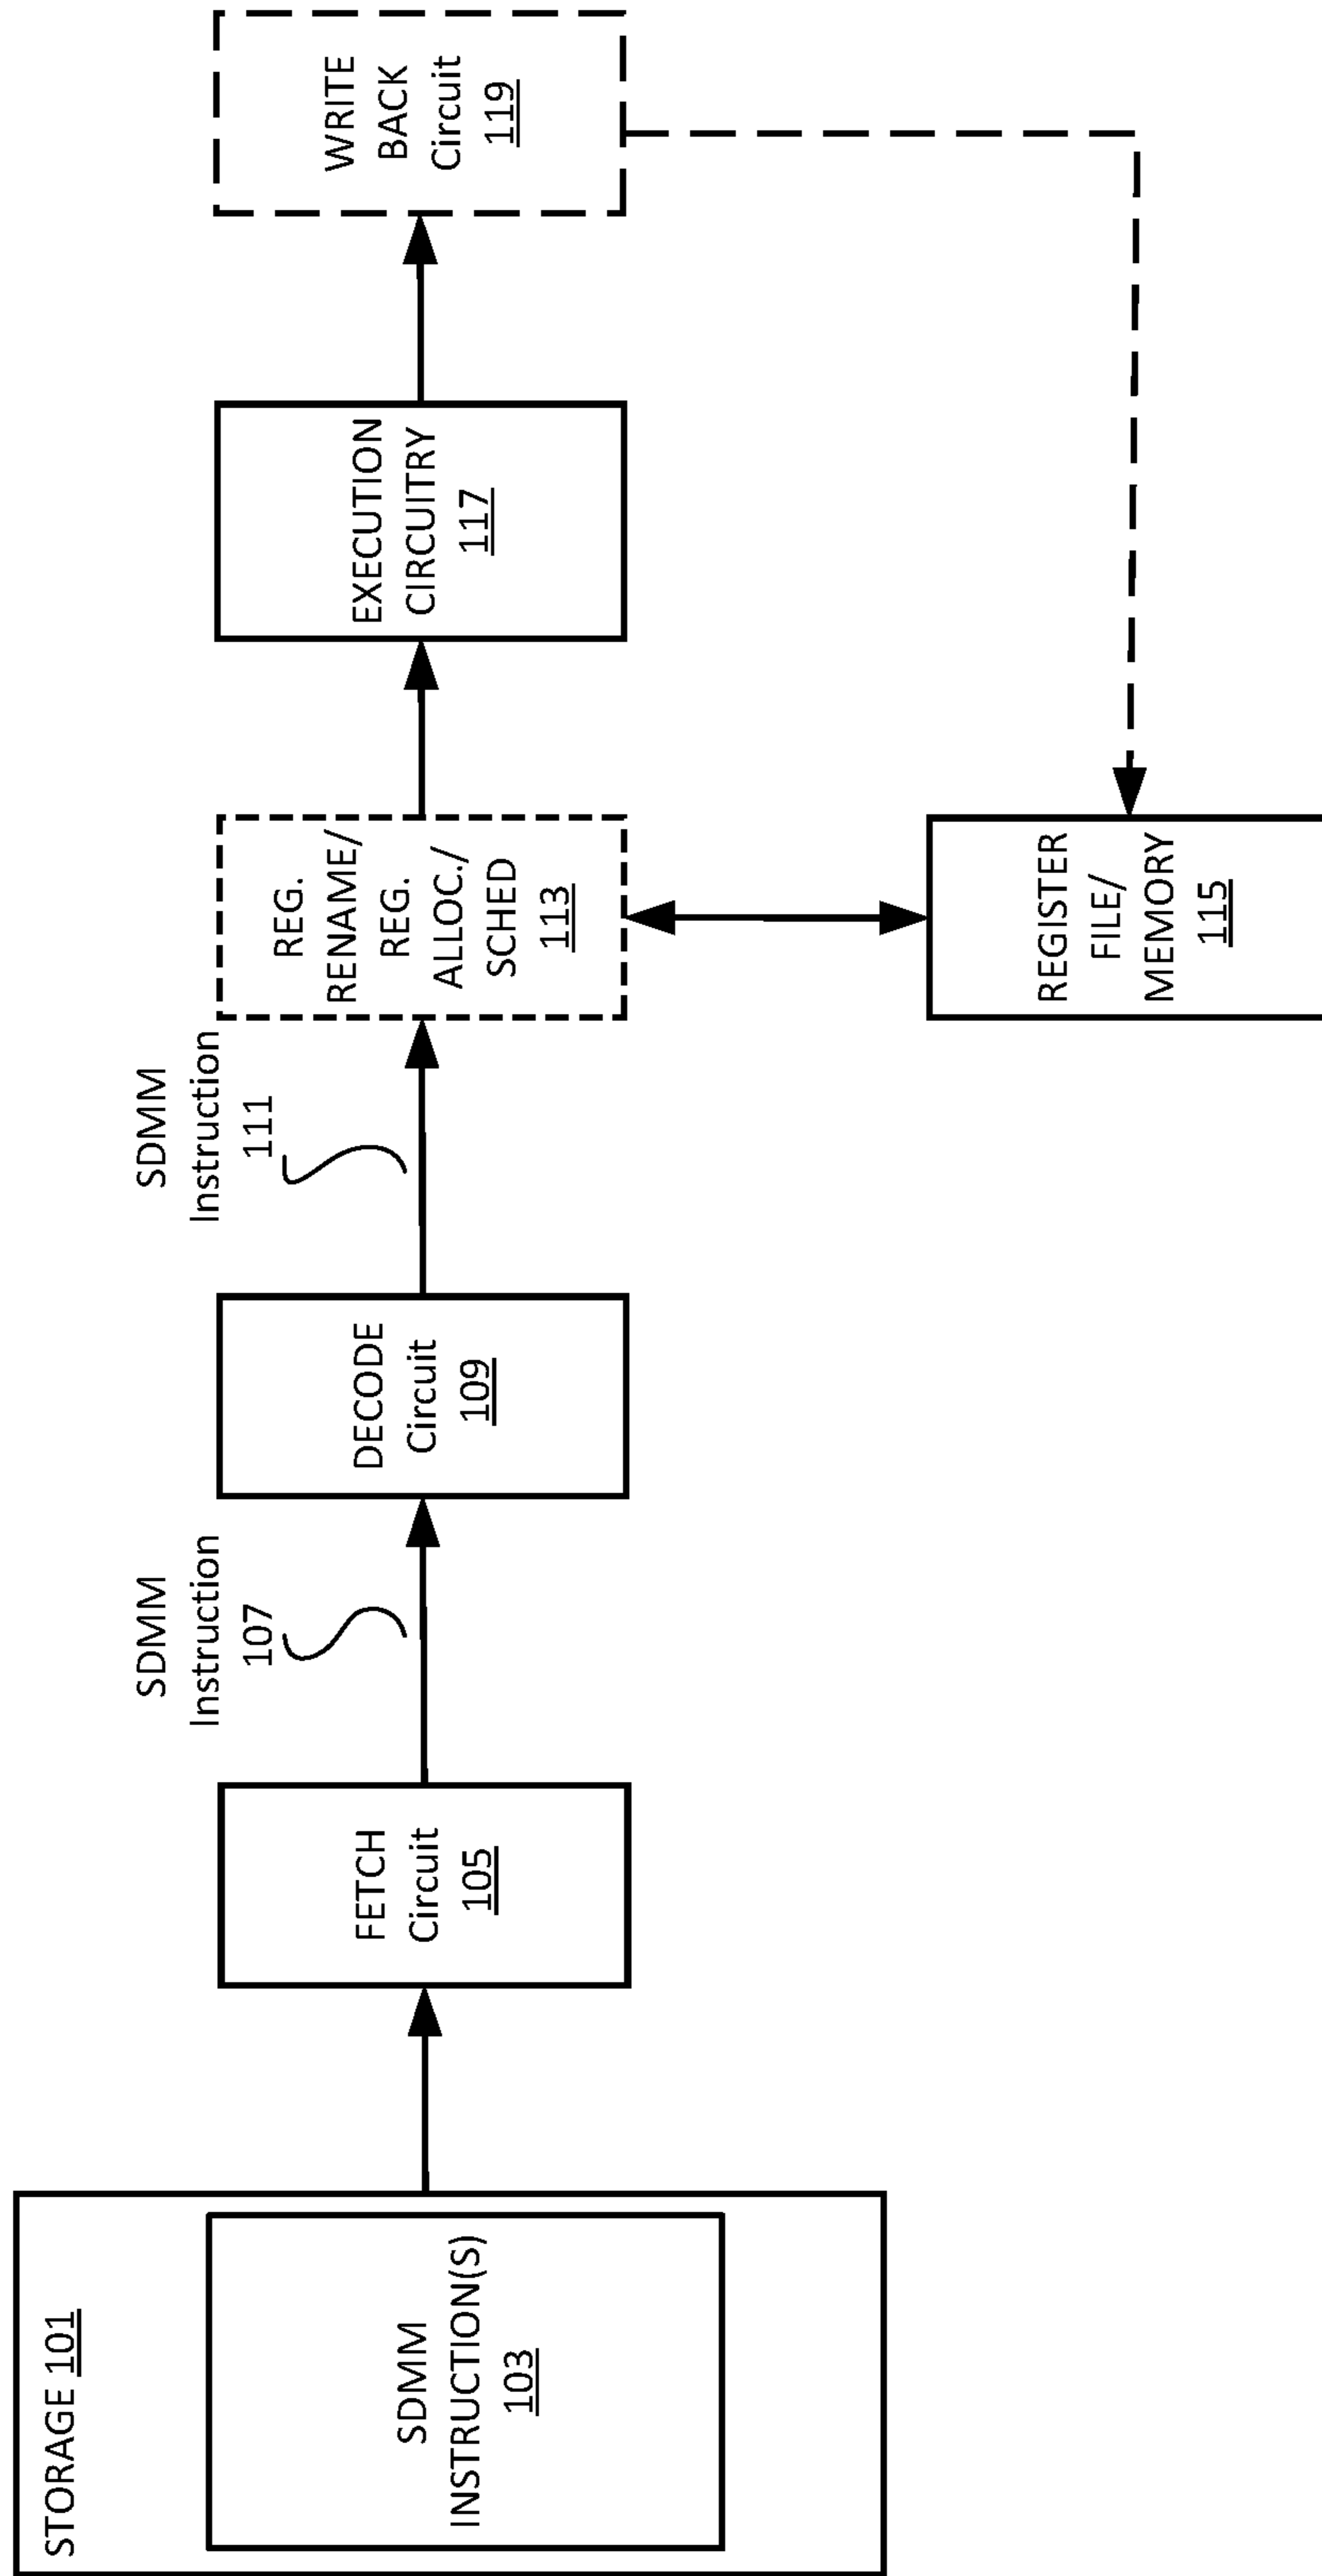 STORAGE 101
SDMM
INSTRUCTION(S)
103
FETCH
Circuit
105
SDMM
Instruction
107
DECODE
Circuit
109
SDMM
Instruction
111
REG.
RENAME/
REG.
ALLOC./
SCHED
113
REGISTER
FILE/
MEMORY
115
EXECUTION
CIRCUITRY
117
WRITE
BACK
Circuit
119